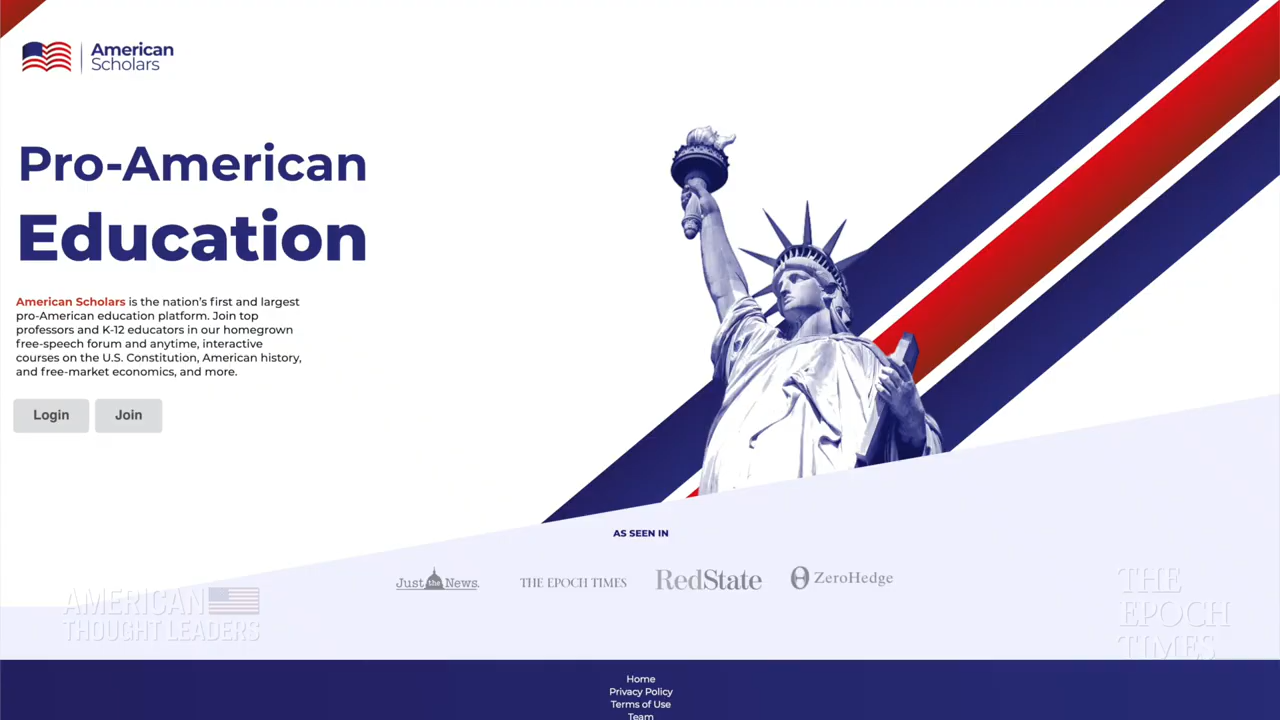 American
Scholars
Pro-American
Education
American Scholars is the nation’s first and largest
pro-American education platform. Join top
professors and K-12 educators in our homegrown
free-speech forum and anytime, interactive
courses on the U.S. Constitution, American history,
and free-market economics, and more.
Login Join
AS SEEN IN
Just the News.
THE EPOCH TIMES
RedState
ZeroHedge
AMERICAN
THOUGHT LEADERS
THE
EPOCH
TIMES
Home
Privacy Policy
Terms of Use
Team